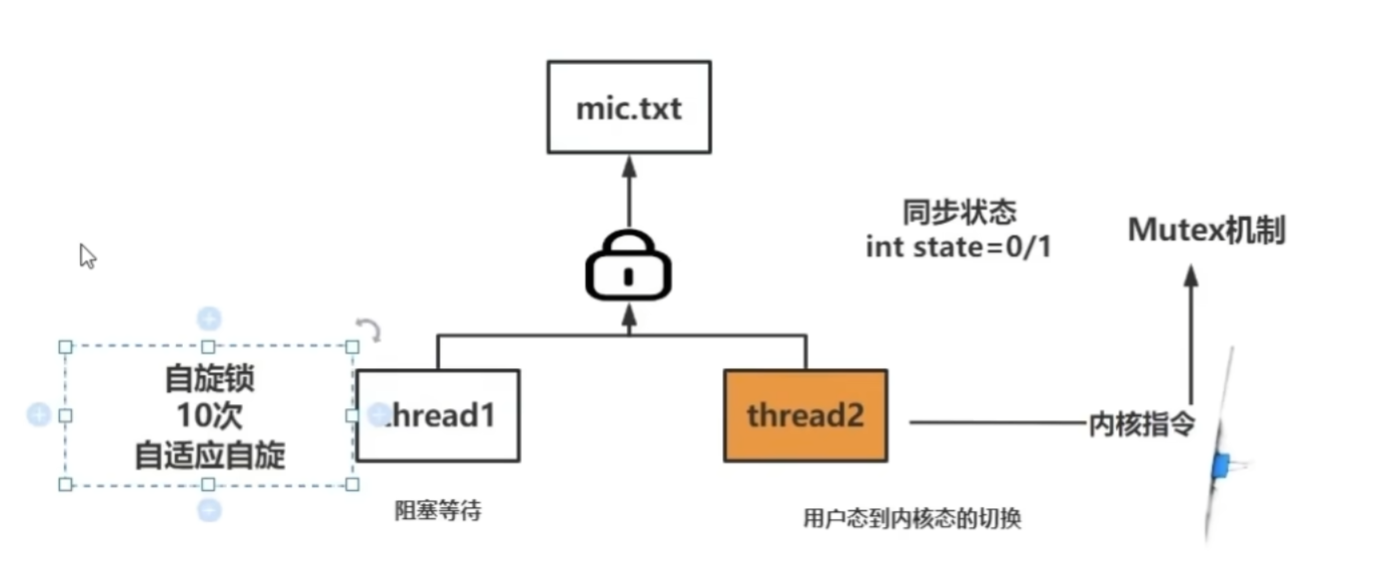 mic.txt
同步状态
int state=0/1
Mutex机制
自旋锁
10次
自适应自旋
hread1
thread2
内核指令
阻塞等待
用户态到内核态的切换